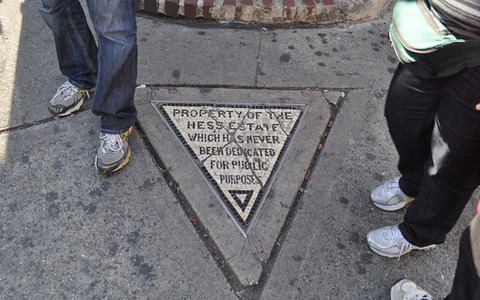 PROPERTY OF THE
HESS ESTATE
WHICH HAS NEVER
BEEN DEDICATED
FOR PUBLIC
PURPOSES